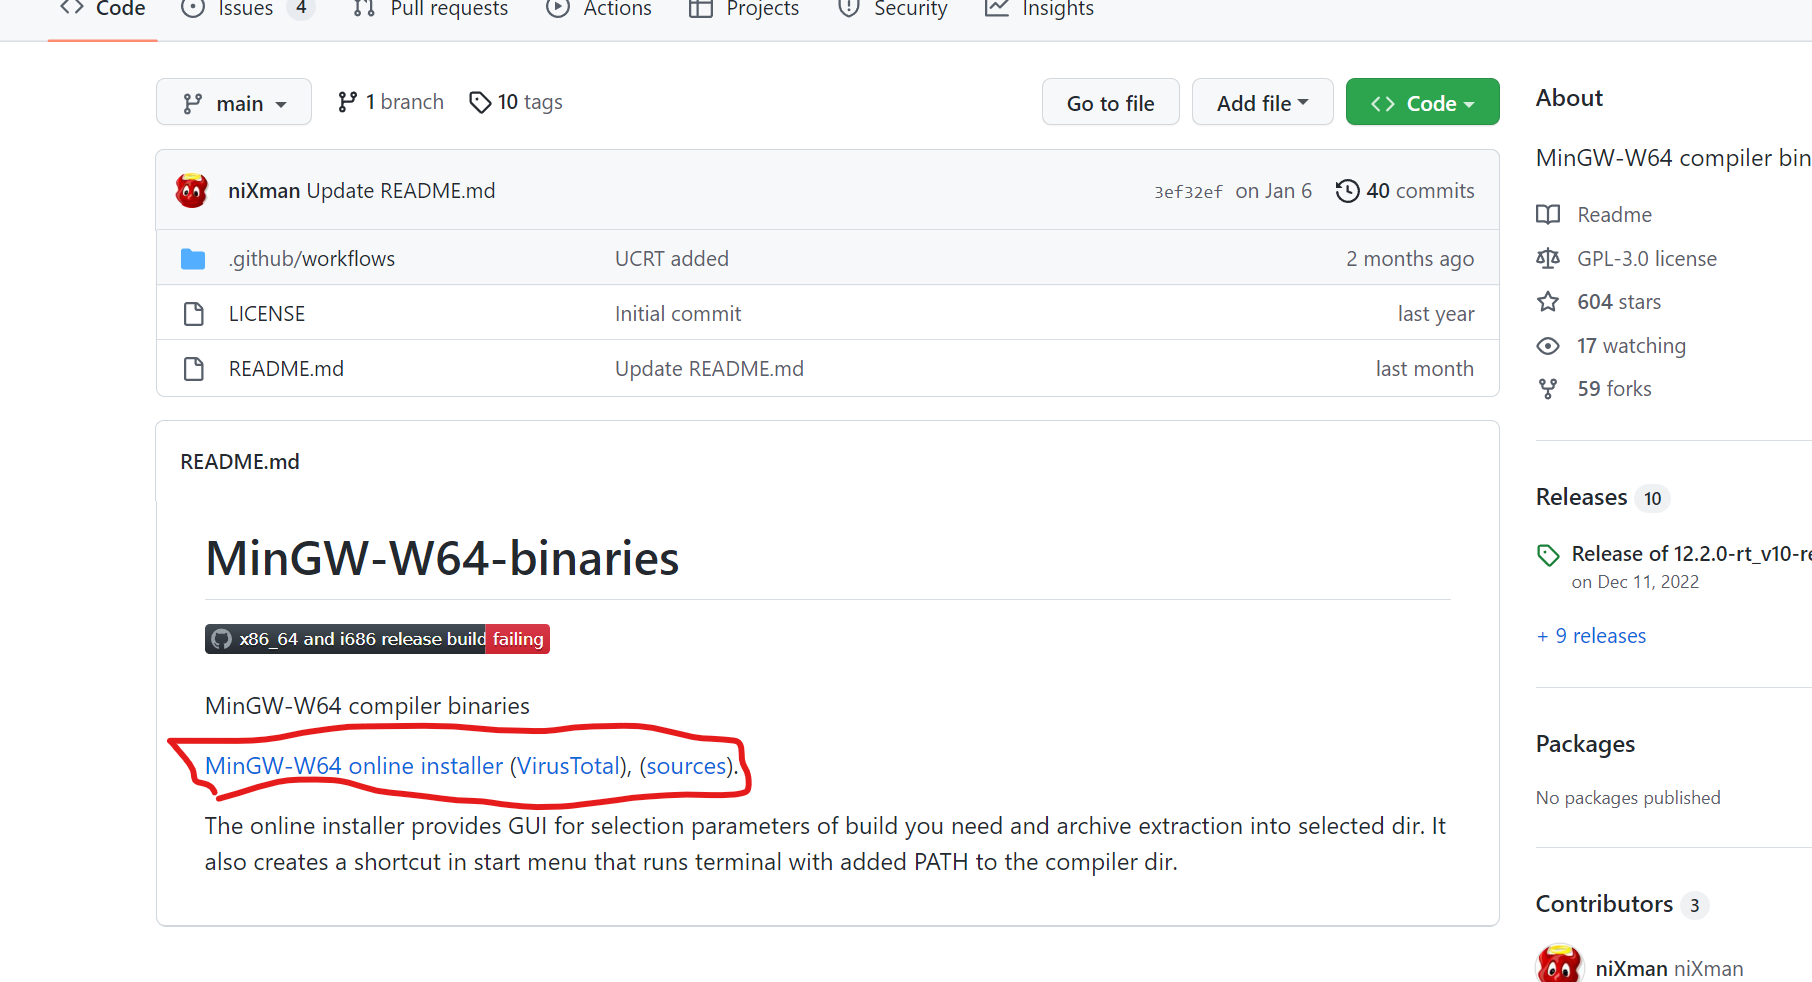 Code Issues 4 Pull requests Actions Projects Security Insights
main 1 branch 10 tags Go to file Add file Code
niXman Update README.md 3ef32ef on Jan 6 40 commits
.github/workflows UCRT added 2 months ago
LICENSE Initial commit last year
README.md Update README.md last month
README.md
MinGW-W64-binaries
x86_64 and i686 release build failing
MinGW-W64 compiler binaries
MinGW-W64 online installer (VirusTotal), (sources).
The online installer provides GUI for selection parameters of build you need and archive extraction into selected dir. It
also creates a shortcut in start menu that runs terminal with added PATH to the compiler dir.
About
MinGW-W64 compiler bin
Readme
GPL-3.0 license
604 stars
17 watching
59 forks
Releases 10
Release of 12.2.0-rt_v10-re
on Dec 11, 2022
+ 9 releases
Packages
No packages published
Contributors 3
niXman niXman